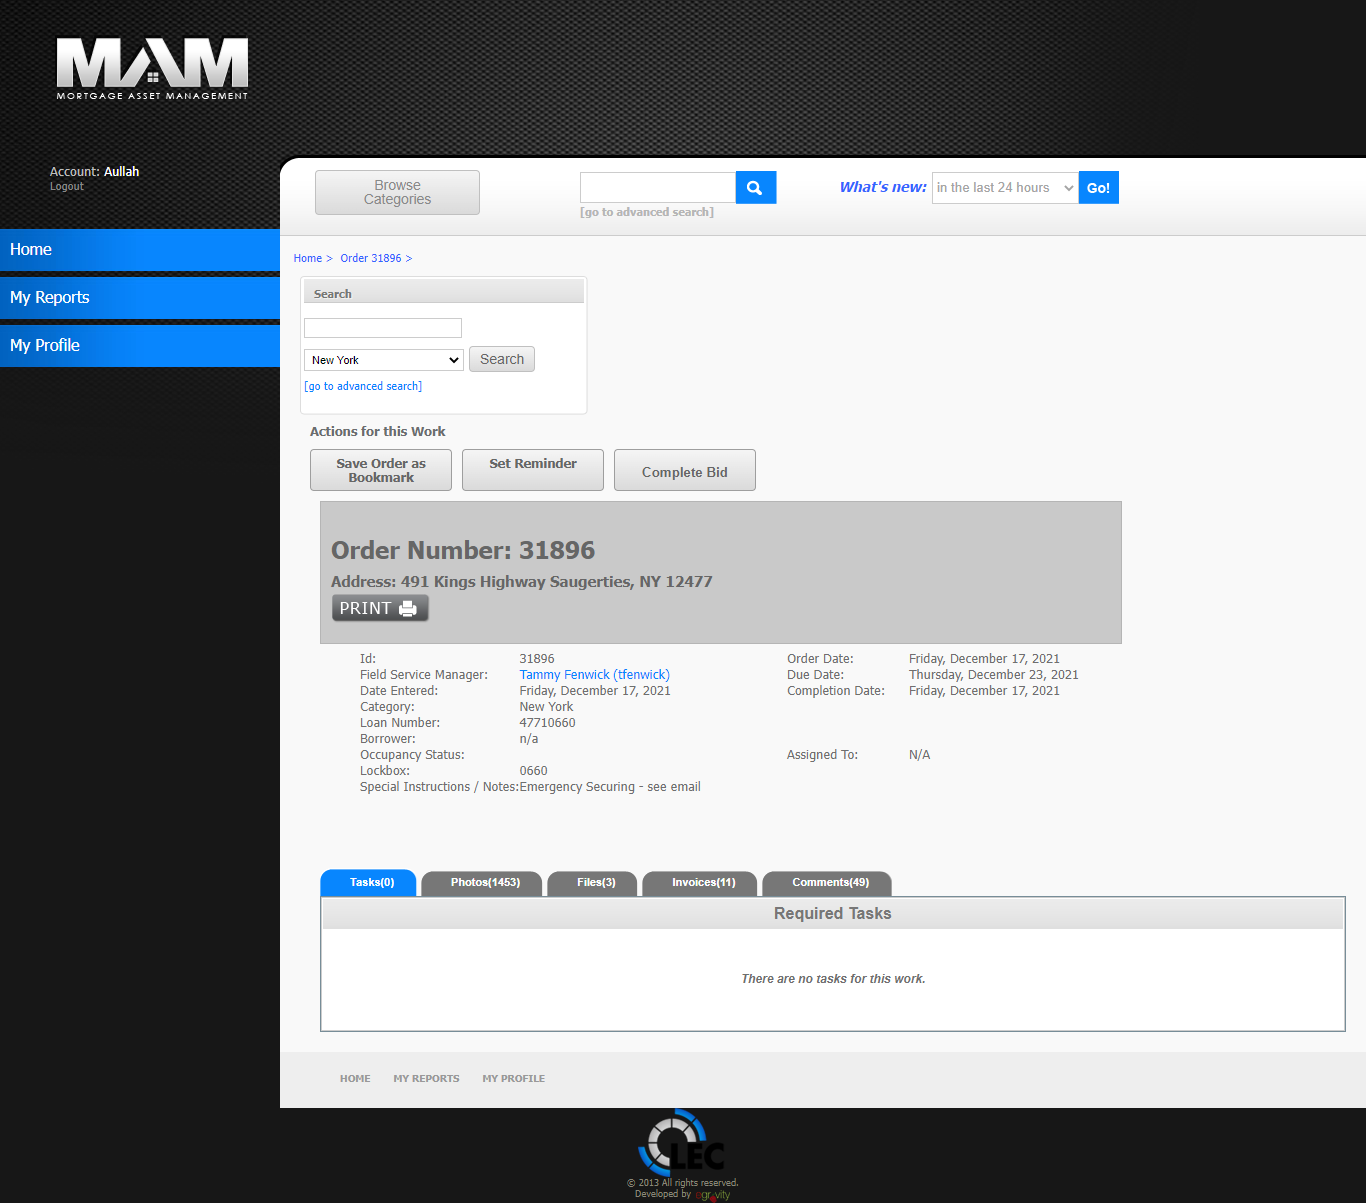 MAM
MORTGAGE ASSET MANAGEMENT
Account: Aullah
Logout
Home
My Reports
My Profile
Browse
Categories
[go to advanced search]
What's new:
in the last 24 hours
Go!
Home >  Order 31896 >
Search
New York
Search
[go to advanced search]
Actions for this Work
Save Order as
Bookmark
Set Reminder
Complete Bid
Order Number: 31896
Address: 491 Kings Highway Saugerties, NY 12477
PRINT
Id: 31896 Order Date: Friday, December 17, 2021
Field Service Manager: Tammy Fenwick (tfenwick) Due Date: Thursday, December 23, 2021
Date Entered: Friday, December 17, 2021 Completion Date: Friday, December 17, 2021
Category: New York
Loan Number: 47710660
Borrower: n/a
Occupancy Status: Assigned To: N/A
Lockbox: 0660
Special Instructions / Notes: Emergency Securing - see email
Tasks(0) Photos(1453) Files(3) Invoices(11) Comments(49)
Required Tasks
There are no tasks for this work.
HOME MY REPORTS MY PROFILE
LEC
© 2013 All rights reserved.
Developed by egravity